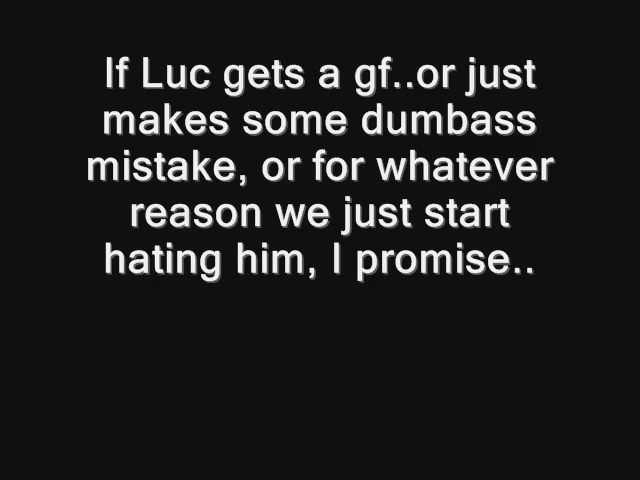 If Luc gets a gf..or just
makes some dumbass
mistake, or for whatever
reason we just start
hating him, I promise..